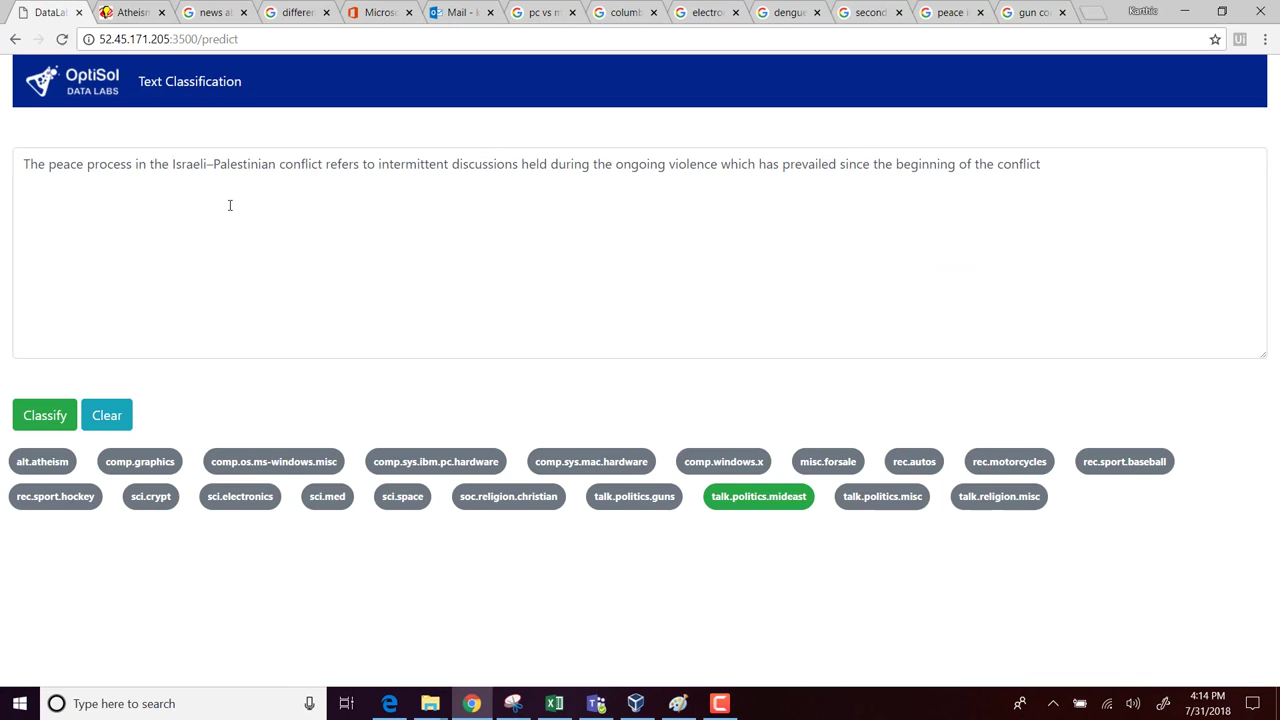 DataLa
Atheism
news a
differen
Microso
Mail - k
pc vs m
columb
electro
dengu
second
peace i
gun co
Karthic
52.45.171.205:3500/predict
OptiSol
DATA LABS
Text Classification
The peace process in the Israeli–Palestinian conflict refers to intermittent discussions held during the ongoing violence which has prevailed since the beginning of the conflict
Classify
Clear
alt.atheism
comp.graphics
comp.os.ms-windows.misc
comp.sys.ibm.pc.hardware
comp.sys.mac.hardware
comp.windows.x
misc.forsale
rec.autos
rec.motorcycles
rec.sport.baseball
rec.sport.hockey
sci.crypt
sci.electronics
sci.med
sci.space
soc.religion.christian
talk.politics.guns
talk.politics.mideast
talk.politics.misc
talk.religion.misc
Type here to search
4:14 PM
7/31/2018